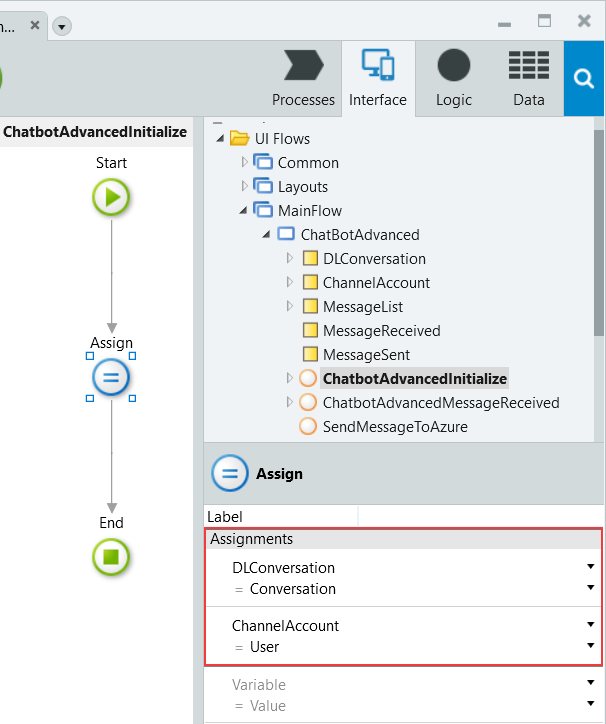 n...
Processes
Interface
Logic
Data
ChatbotAdvancedInitialize
Start
Assign
End
UI Flows
Common
Layouts
MainFlow
ChatBotAdvanced
DLConversation
ChannelAccount
MessageList
MessageReceived
MessageSent
ChatbotAdvancedInitialize
ChatbotAdvancedMessageReceived
SendMessageToAzure
Assign
Label
Assignments
DLConversation
= Conversation
ChannelAccount
= User
Variable
= Value